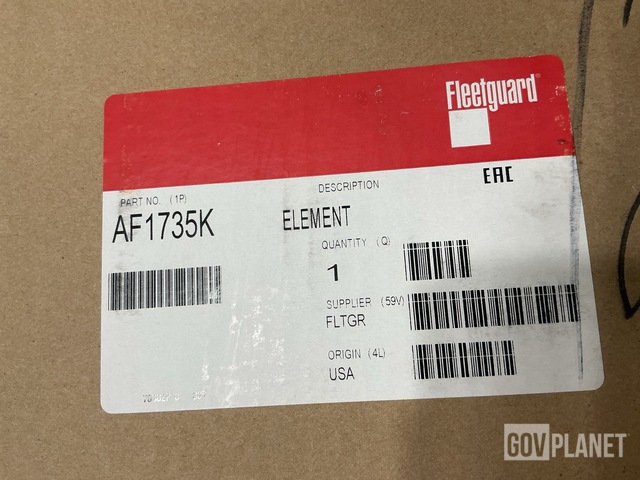 Fleetguard
EAC
PART NO. (1P)
DESCRIPTION
AF1735K
ELEMENT
QUANTITY (Q)
1
SUPPLIER (59V)
FLTGR
ORIGIN (4L)
USA
GOVPLANET